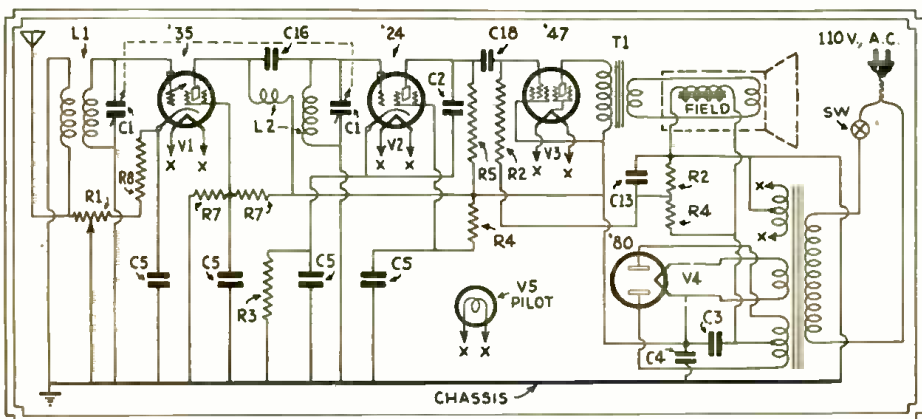 L1
'35
C16
'24
C18
'47
T1
110 V., A.C.
C1
V1
L2
C1
V2
C2
R5
R2
V3
FIELD
SW
R8
X
X
X
X
X
X
R1
R7
R7
C13
R2
R4
X
X
R4
'80
V4
C5
C5
R3
C5
C5
V5
PILOT
X
X
C3
C4
CHASSIS